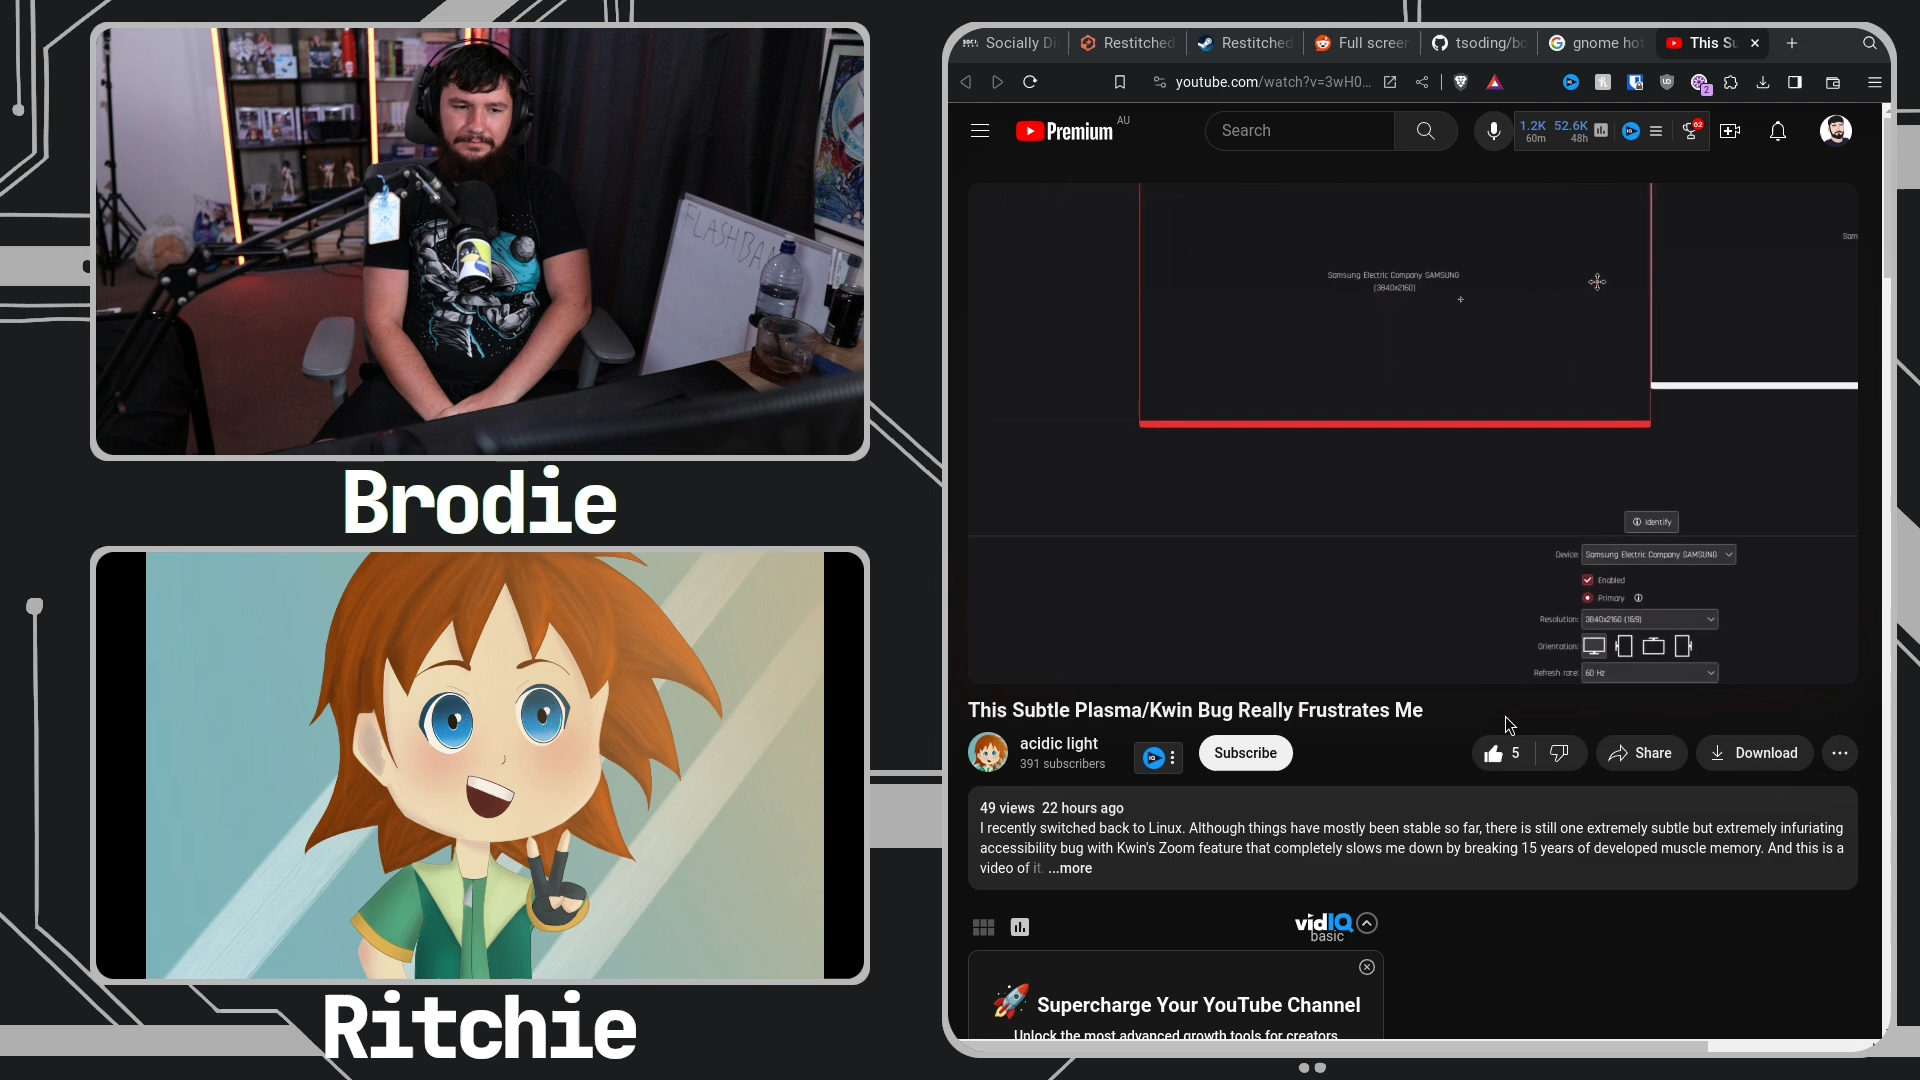 Socially Di
Restitched
Restitched
Full screen
tsoding/bo
gnome hot
This Su
youtube.com/watch?v=3wH0...
2
Premium
AU
Search
1.2K
60m
52.6K
48h
62
FLASHBA
Samsung Electric Company SAMSUNG
(3840x2160)
Sam
Identify
Device: Samsung Electric Company SAMSUNG
Enabled
Primary
Resolution: 3840x2160 (16:9)
Orientation:
Refresh rate: 60 Hz
Brodie
This Subtle Plasma/Kwin Bug Really Frustrates Me
acidic light
391 subscribers
Subscribe
5
Share
Download
49 views 22 hours ago
I recently switched back to Linux. Although things have mostly been stable so far, there is still one extremely subtle but extremely infuriating
accessibility bug with Kwin's Zoom feature that completely slows me down by breaking 15 years of developed muscle memory. And this is a
video of it. ...more
vidIQ
basic
Supercharge Your YouTube Channel
Unlock the most advanced growth tools for creators
Ritchie